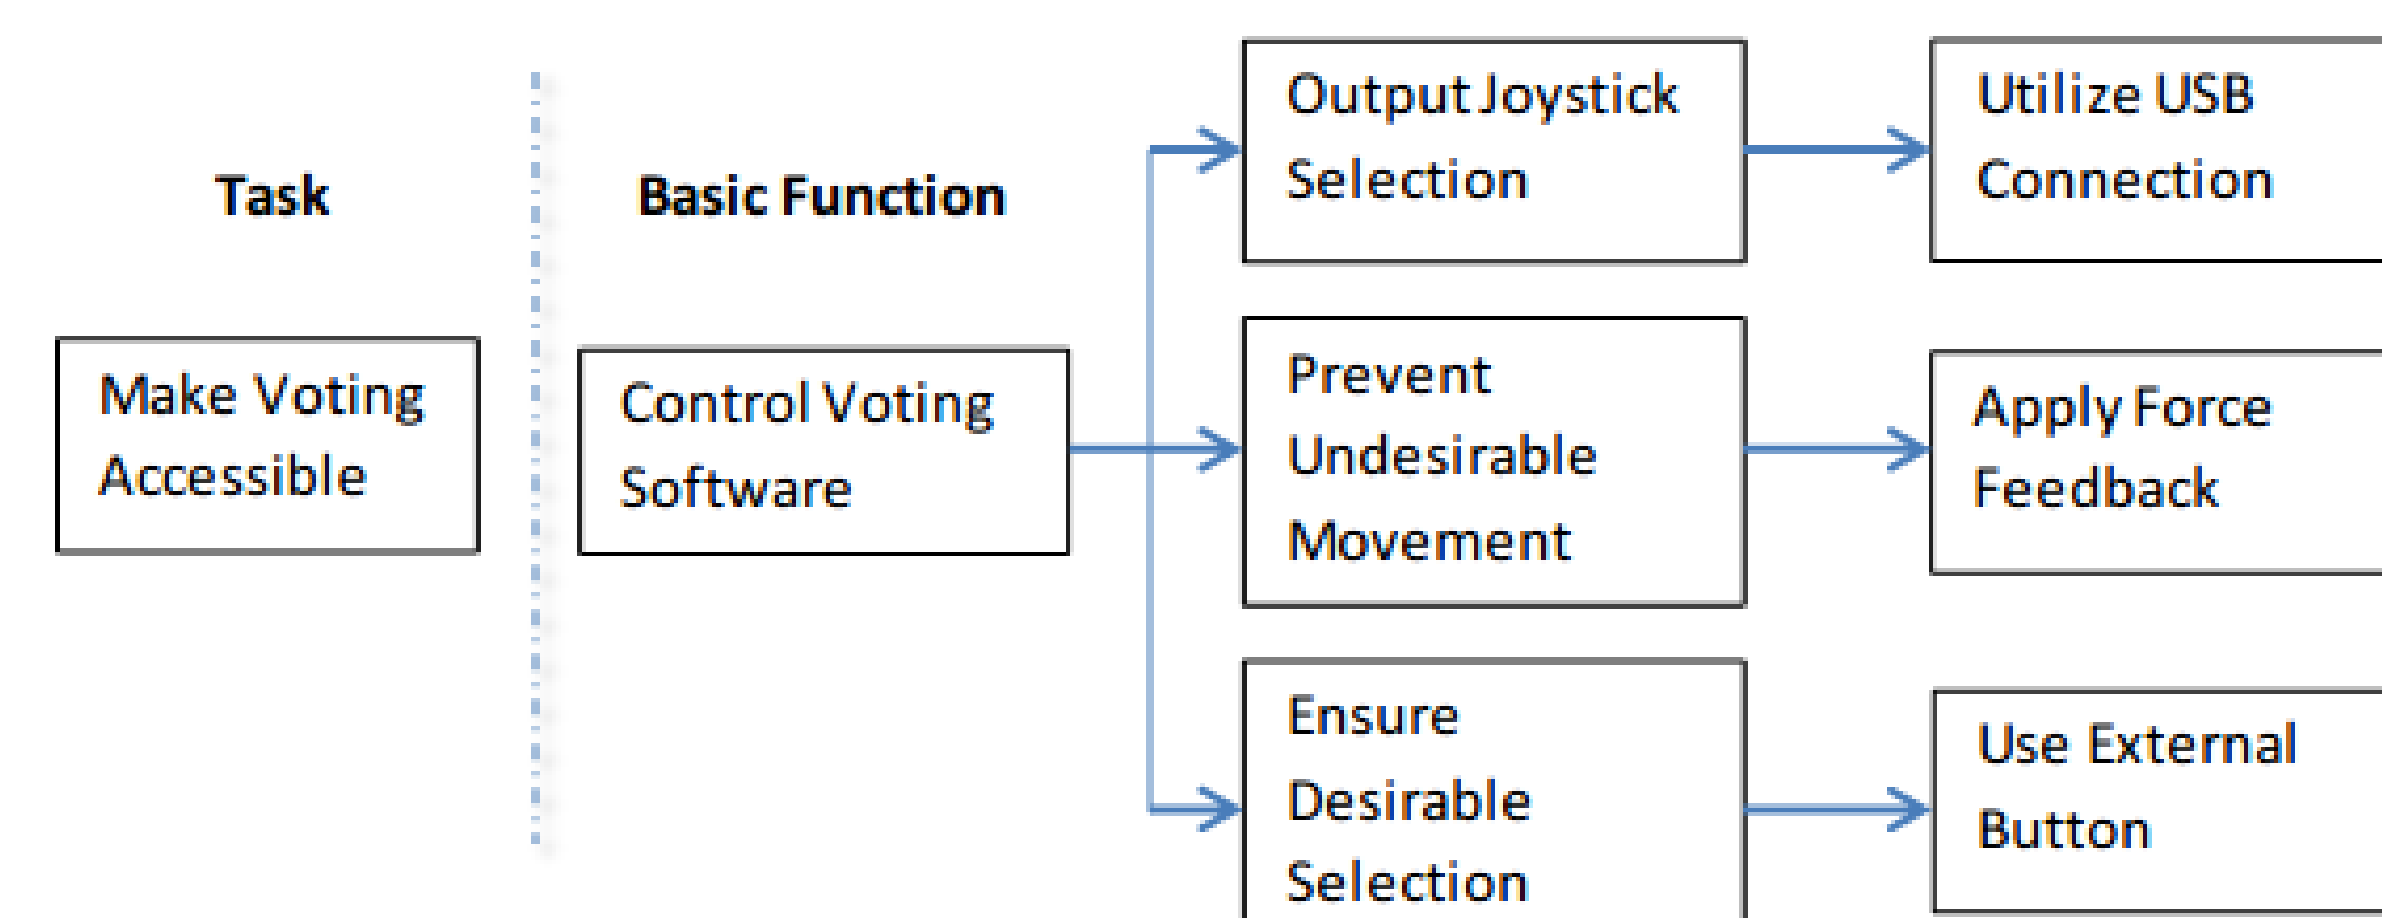 Task
Basic Function
Make Voting
Accessible
Control Voting
Software
Output Joystick
Selection
Utilize USB
Connection
Prevent
Undesirable
Movement
Apply Force
Feedback
Ensure
Desirable
Selection
Use External
Button